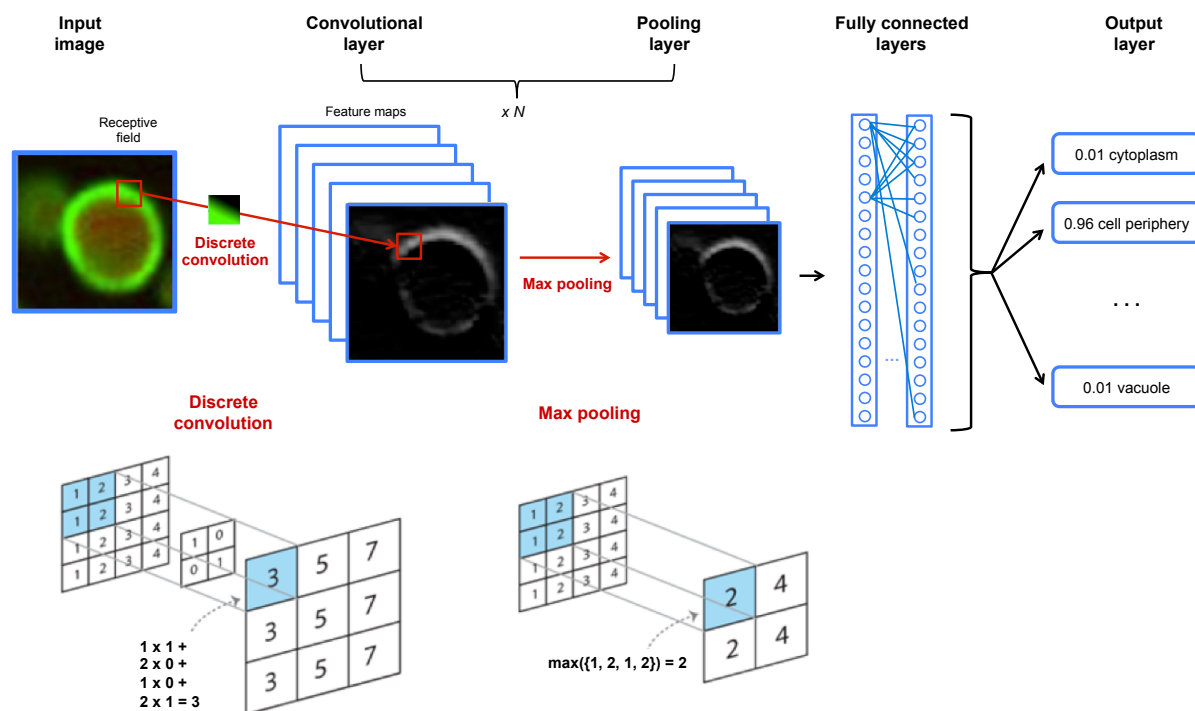 Input
image
Convolutional
layer
Pooling
layer
Fully connected
layers
Output
layer
x N
Receptive
field
Feature maps
Discrete
convolution
Max pooling
...
0.01 cytoplasm
0.96 cell periphery
. . .
0.01 vacuole
Discrete
convolution
1 2 3 4
1 2 3 4
1 2 3 4
1 2 3 4
1 0
0 1
3 5 7
3 5 7
3 5 7
1 x 1 +
2 x 0 +
1 x 0 +
2 x 1 = 3
Max pooling
1 2 3 4
1 2 3 4
1 2 3 4
1 2 3 4
2 4
2 4
max({1, 2, 1, 2}) = 2